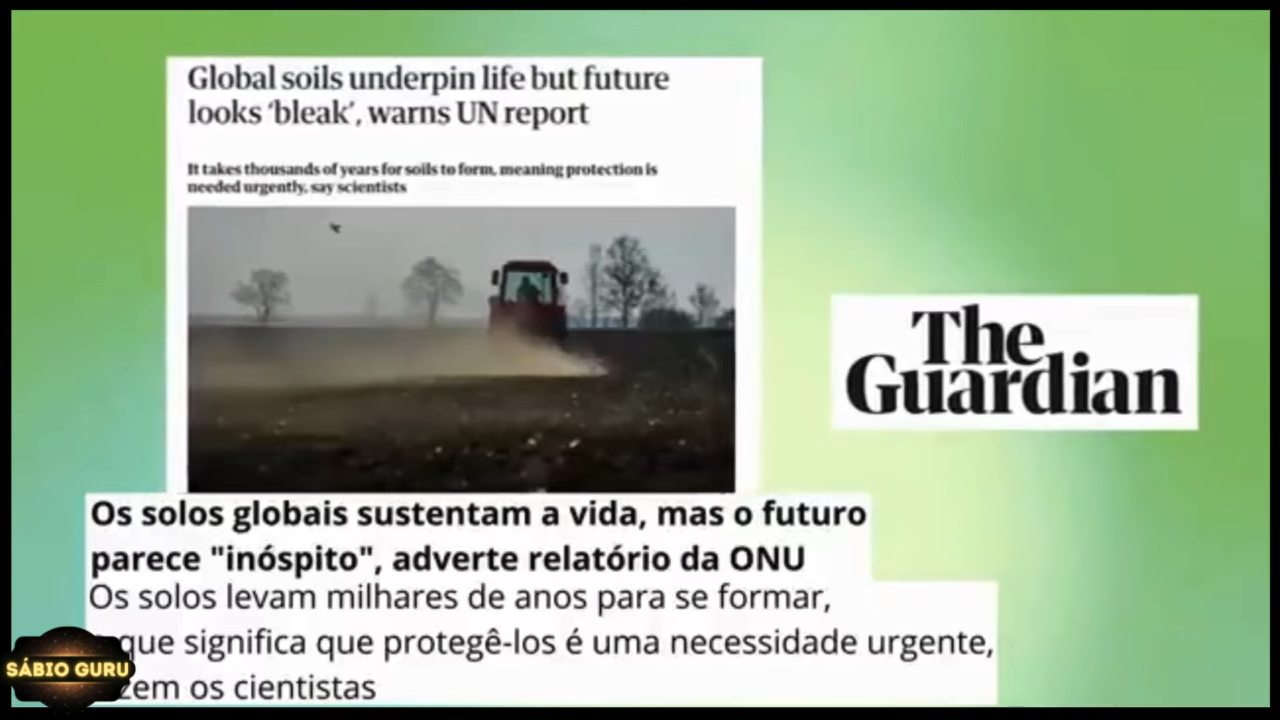 Global soils underpin life but future
looks ‘bleak’, warns UN report
It takes thousands of years for soils to form, meaning protection is
needed urgently, say scientists
The
Guardian
Os solos globais sustentam a vida, mas o futuro
parece "inóspito", adverte relatório da ONU
Os solos levam milhares de anos para se formar,
que significa que protegê-los é uma necessidade urgente,
os cientistas
SÁBIO GURU